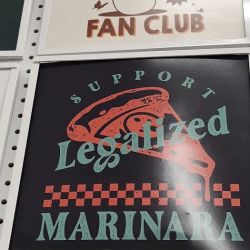 FAN CLUB
SUPPORT
Legalized
MARINARA